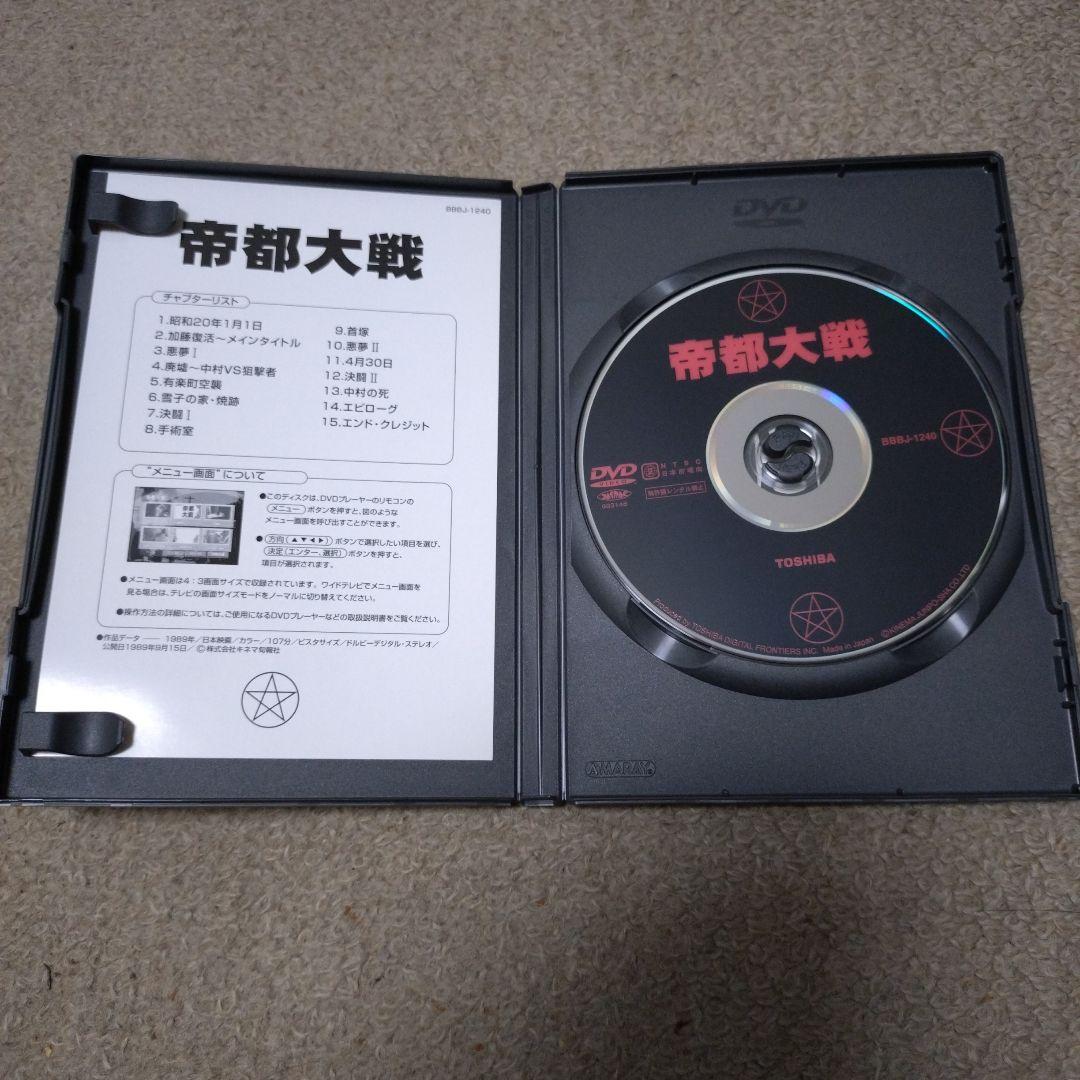 BBBJ-1240
帝都大戦
チャプターリスト
1.昭和20年1月1日
2.加藤復活～メインタイトル
3.悪夢Ⅰ
4.廃墟～中村VS狙撃者
5.有楽町空襲
6.雪子の家・焼跡
7.決闘Ⅰ
8.手術室
9.首塚
10.悪夢Ⅱ
11.4月30日
12.決闘Ⅱ
13.中村の死
14.エピローグ
15.エンド・クレジット
"メニュー画面"について
●このディスクは、DVDプレーヤーのリモコンの
メニュー ボタンを押すと、図のような
メニュー画面を呼び出すことができます。
● 方向(▲▼◀▶) ボタンで選択したい項目を選び、
決定(エンター、選択) ボタンを押すと、
項目が選択されます。
●メニュー画面は4：3画面サイズで収録されています。ワイドテレビでメニュー画面を
見る場合は、テレビの画面サイズモードをノーマルに切り替えてください。
●操作方法の詳細については、ご使用になるDVDプレーヤーなどの取扱説明書をご覧ください。
●作品データ ── 1989年／日本映画／カラー／107分／ビスタサイズ／ドルビーデジタル・ステレオ／
公開日1989年9月15日／©株式会社キネマ旬報社
DVD
帝都大戦
BBBJ-1240
DVD
VIDEO
NTSC
日本市場向
無許諾レンタル禁止
JASRAC
TOSHIBA
Produced by TOSHIBA DIGITAL FRONTIERS INC. Made in Japan ©KINEMA JUNPO-SHA CO.,LTD
AMARAY